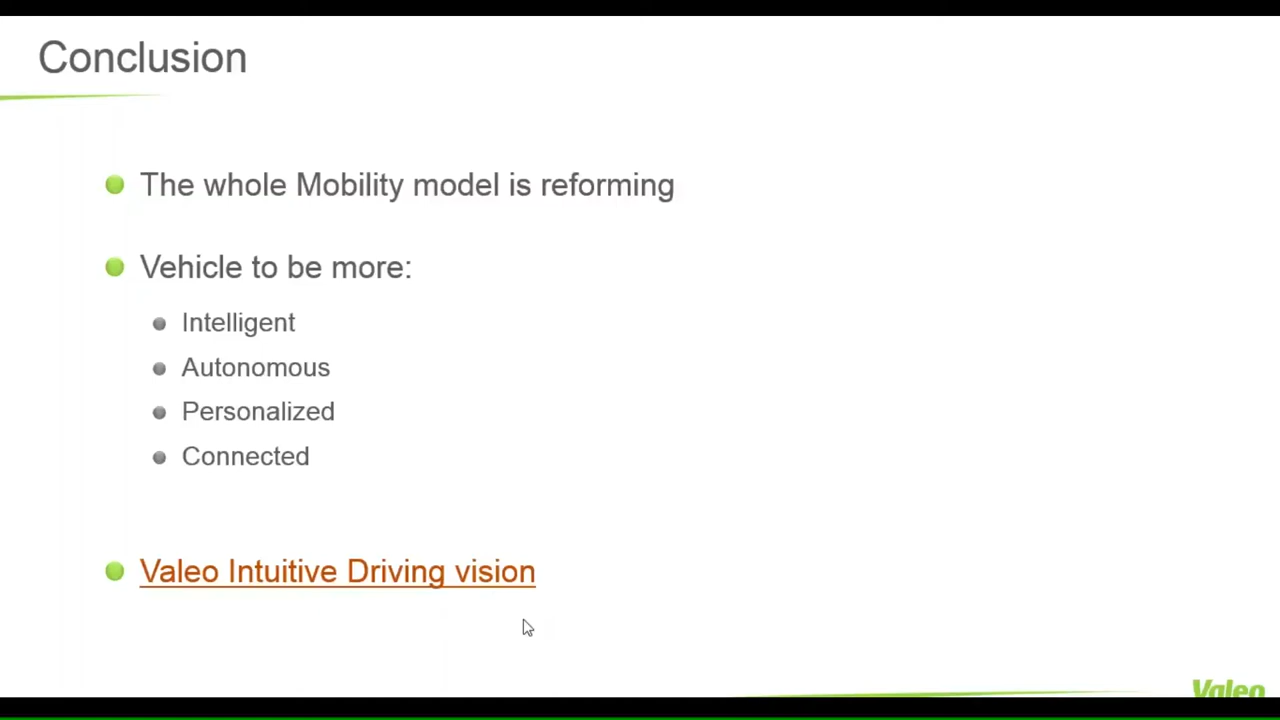 Conclusion
The whole Mobility model is reforming
Vehicle to be more:
Intelligent
Autonomous
Personalized
Connected
Valeo Intuitive Driving vision
Valeo